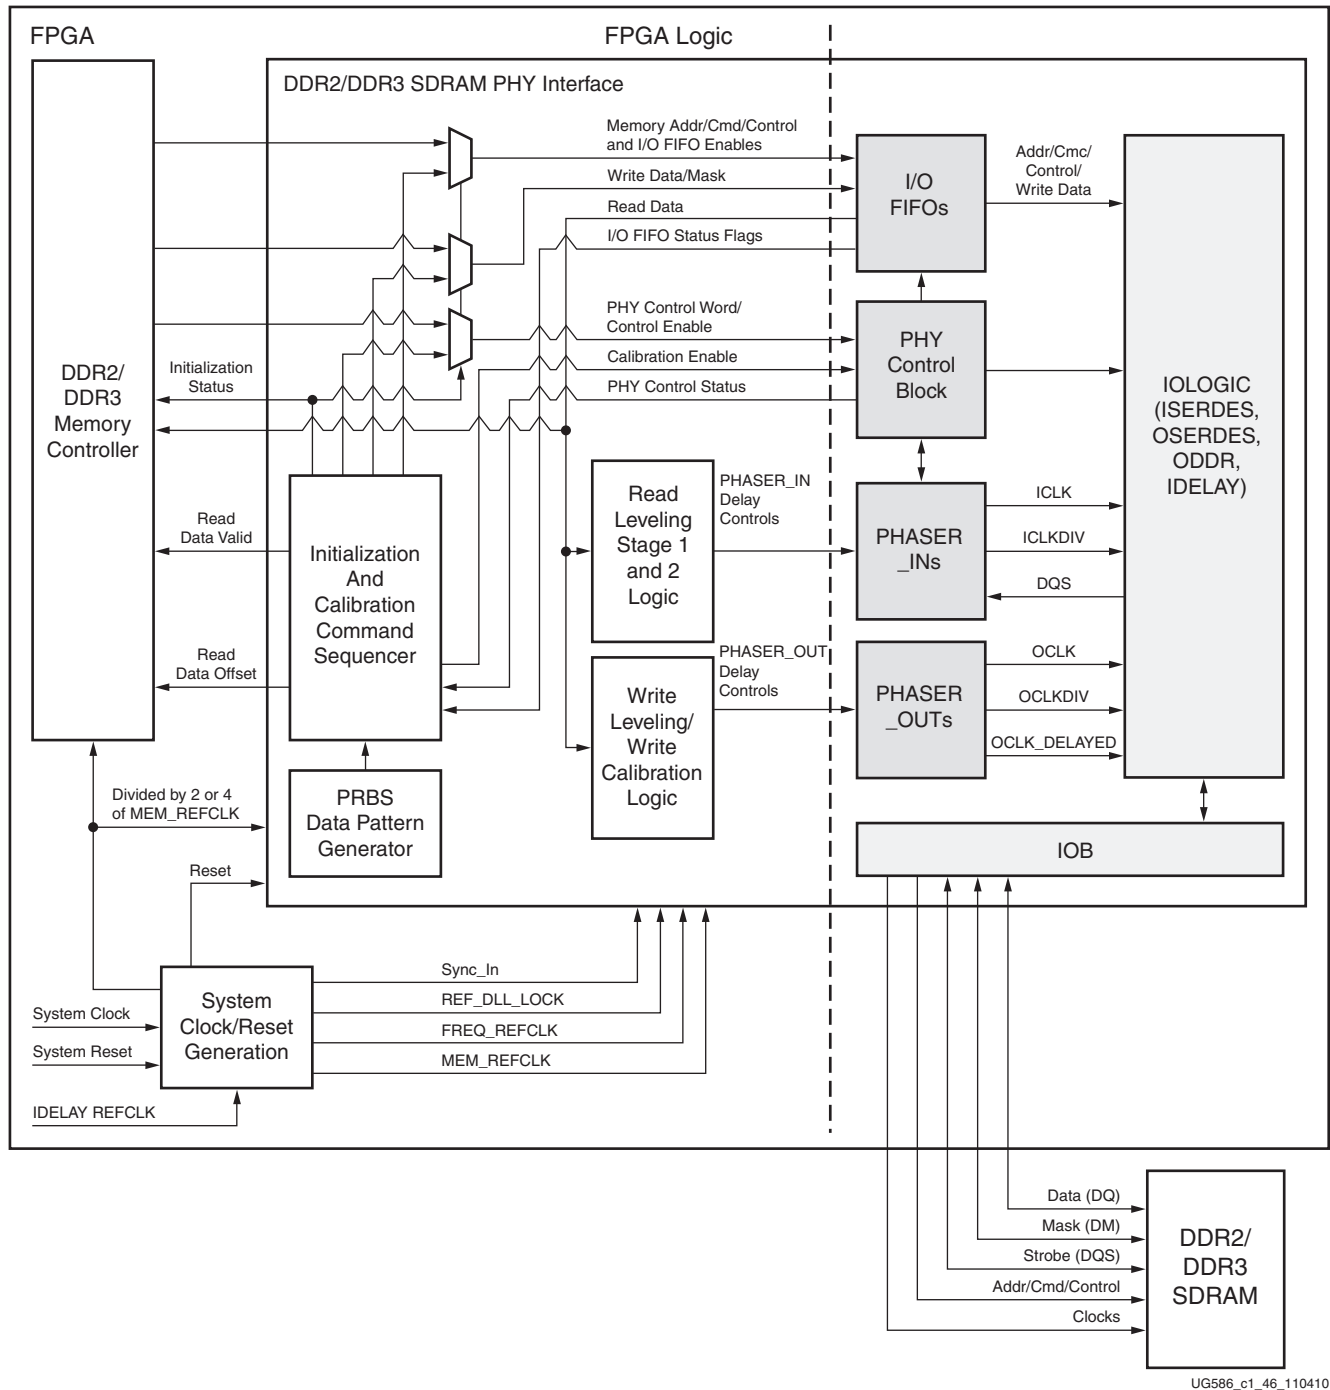 FPGA
FPGA Logic
DDR2/DDR3 SDRAM PHY Interface
Memory Addr/Cmd/Control
and I/O FIFO Enables
Write Data/Mask
Read Data
I/O FIFO Status Flags
I/O
FIFOs
Addr/Cmc/
Control/
Write Data
PHY Control Word/
Control Enable
Calibration Enable
PHY Control Status
PHY
Control
Block
DDR2/
DDR3
Memory
Controller
Initialization
Status
IOLOGIC
(ISERDES,
OSERDES,
ODDR,
IDELAY)
Read
Data Valid
Initialization
And
Calibration
Command
Sequencer
Read
Leveling
Stage 1
and 2
Logic
PHASER_IN
Delay
Controls
PHASER
_INs
ICLK
ICLKDIV
DQS
Read
Data Offset
Write
Leveling/
Write
Calibration
Logic
PHASER_OUT
Delay
Controls
PHASER
_OUTs
OCLK
OCLKDIV
OCLK_DELAYED
Divided by 2 or 4
of MEM_REFCLK
PRBS
Data Pattern
Generator
IOB
Reset
System Clock
System Reset
IDELAY REFCLK
System
Clock/Reset
Generation
Sync_In
REF_DLL_LOCK
FREQ_REFCLK
MEM_REFCLK
Data (DQ)
Mask (DM)
Strobe (DQS)
Addr/Cmd/Control
Clocks
DDR2/
DDR3
SDRAM
UG586_c1_46_110410